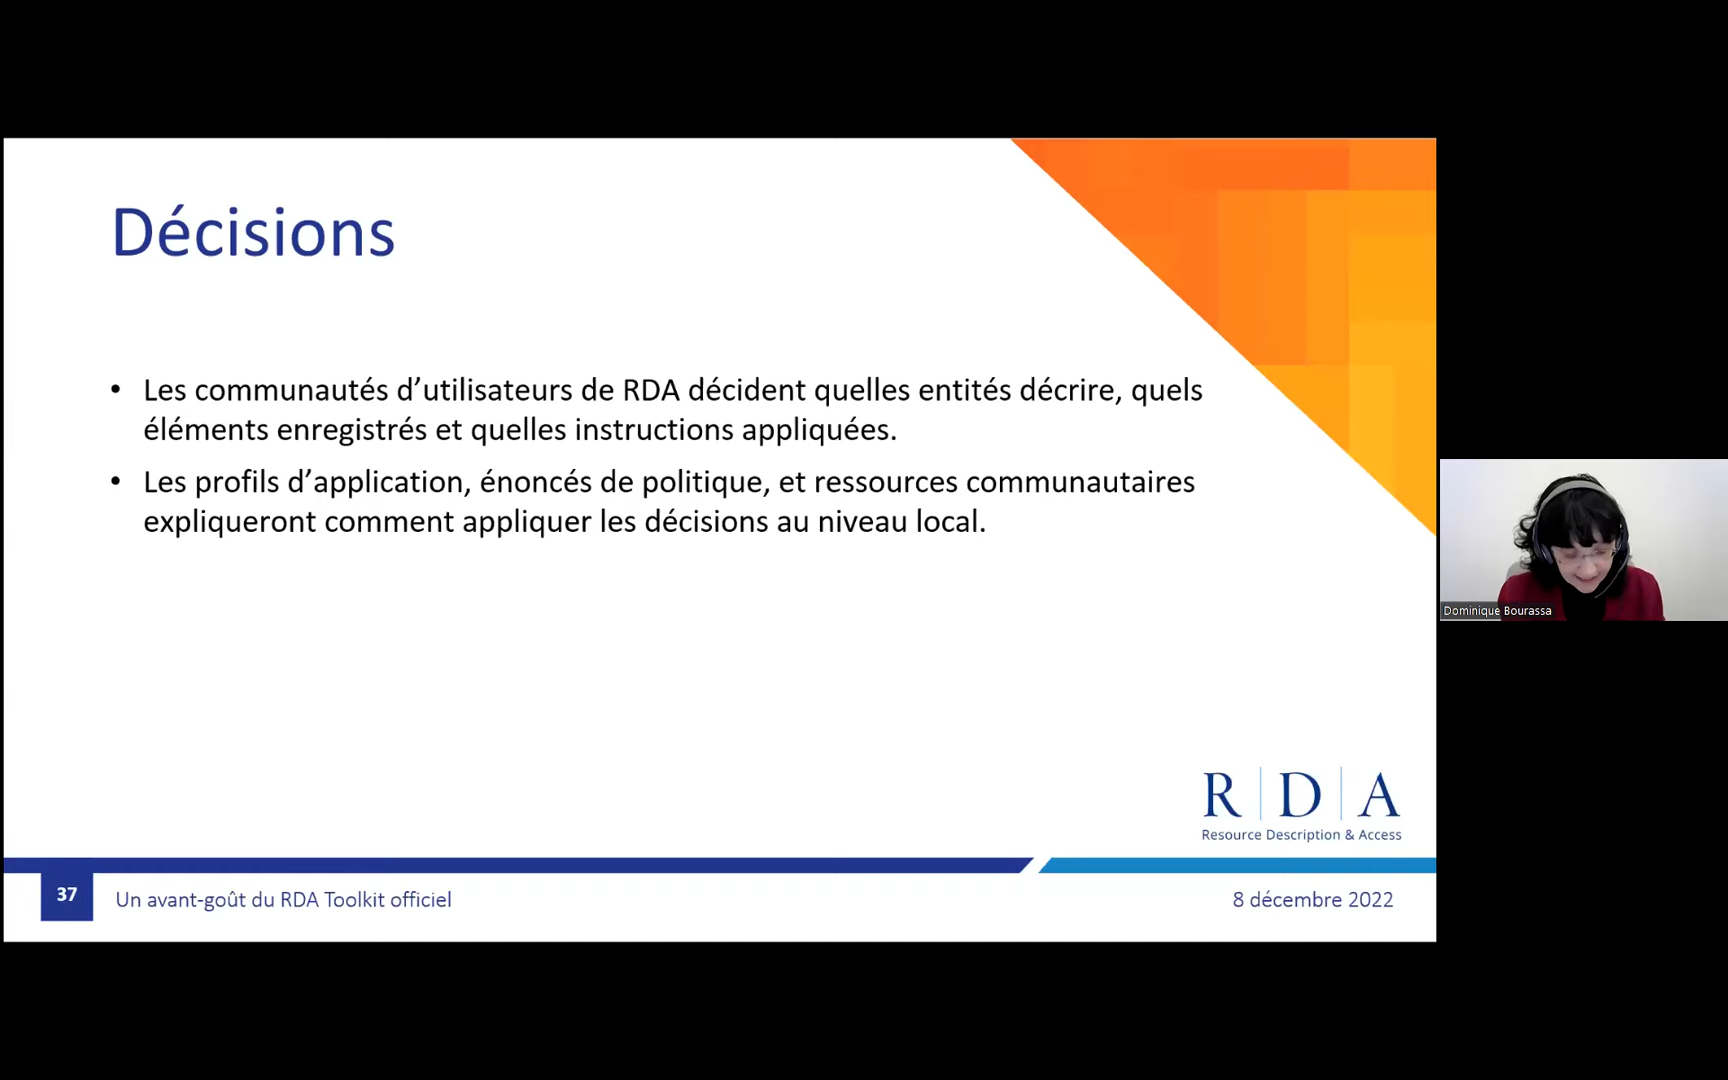 Décisions
• Les communautés d’utilisateurs de RDA décident quelles entités décrire, quels
éléments enregistrés et quelles instructions appliquées.
• Les profils d’application, énoncés de politique, et ressources communautaires
expliqueront comment appliquer les décisions au niveau local.
Dominique Bourassa
R D A
Resource Description & Access
37
Un avant-goût du RDA Toolkit officiel
8 décembre 2022